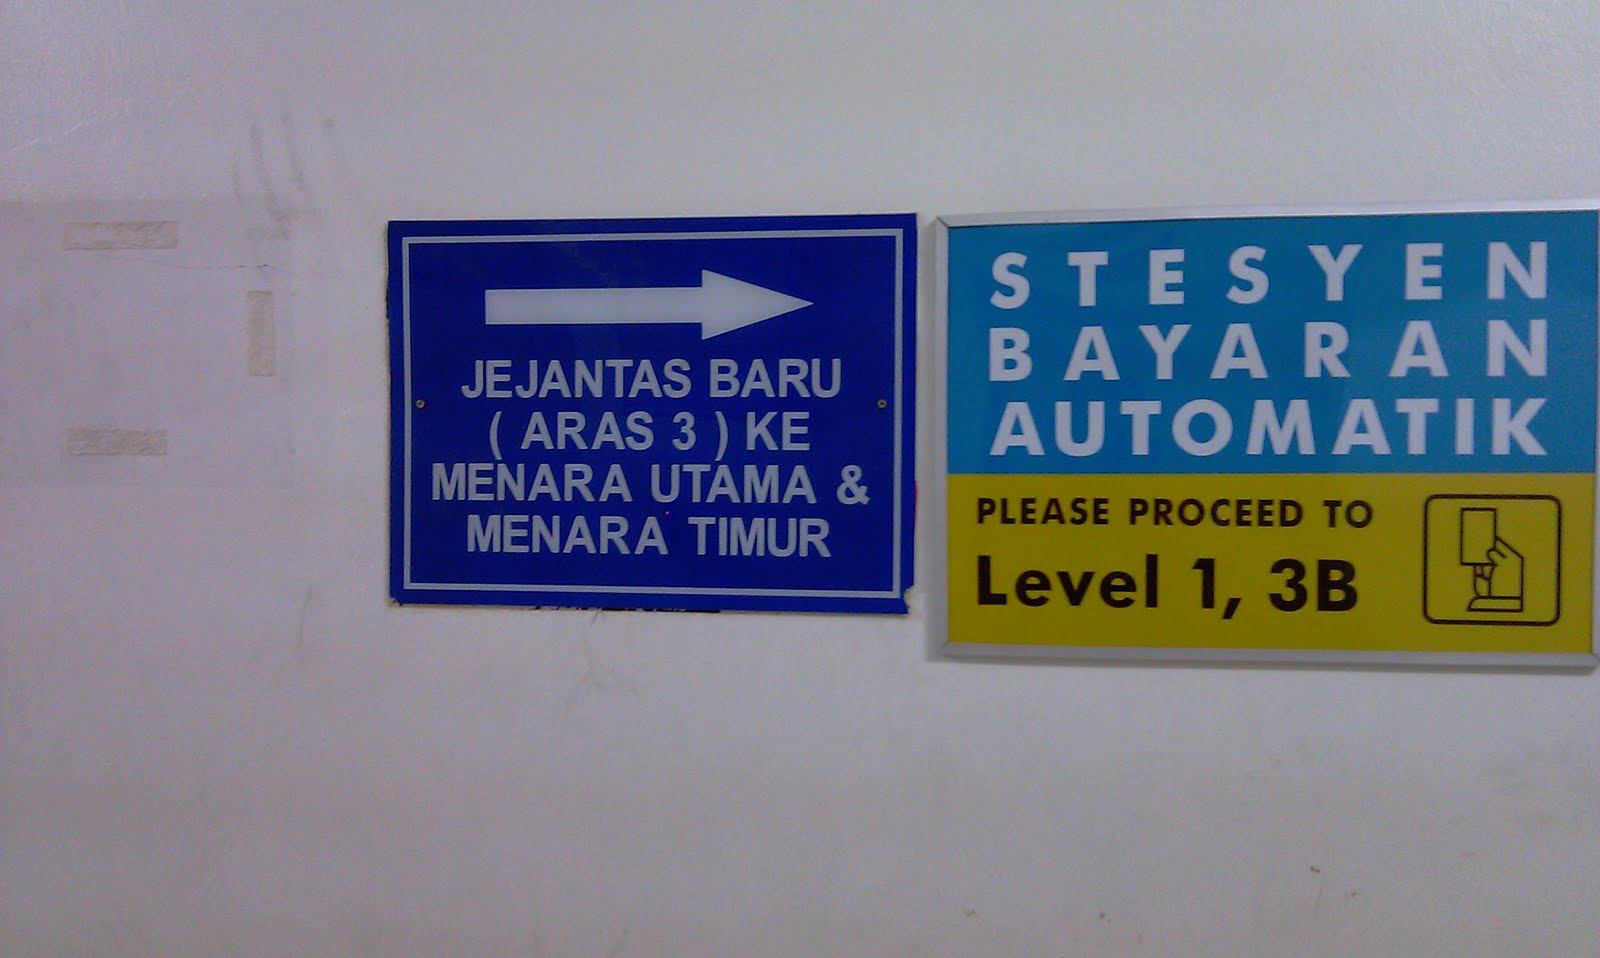 JEJANTAS BARU
( ARAS 3 ) KE
MENARA UTAMA &
MENARA TIMUR
STESYEN
BAYARAN
AUTOMATIK
PLEASE PROCEED TO
Level 1, 3B